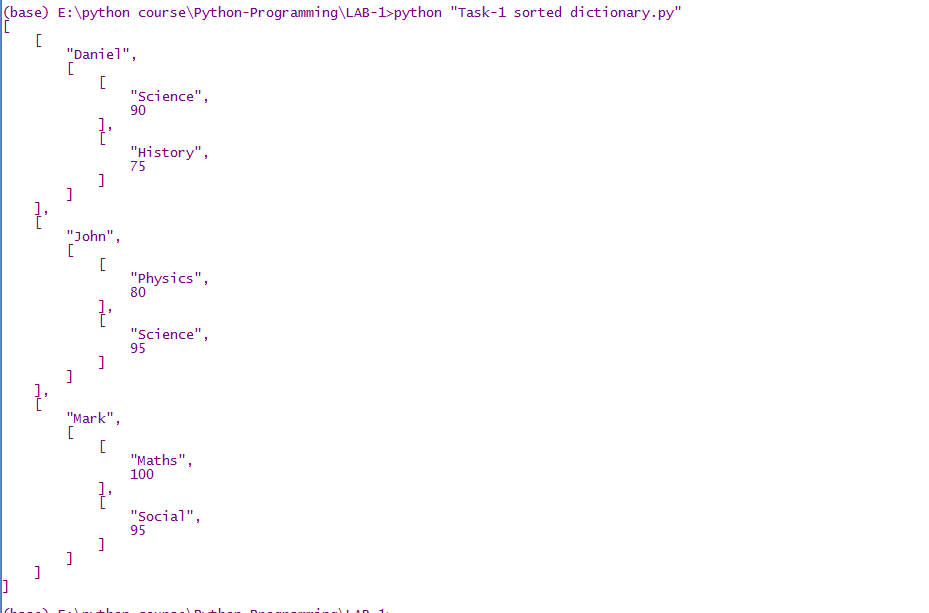 (base) E:\python course\Python-Programming\LAB-1>python "Task-1 sorted dictionary.py"
[
    [
        "Daniel",
        [
            [
                "Science",
                90
            ],
            [
                "History",
                75
            ]
        ]
    ],
    [
        "John",
        [
            [
                "Physics",
                80
            ],
            [
                "Science",
                95
            ]
        ]
    ],
    [
        "Mark",
        [
            [
                "Maths",
                100
            ],
            [
                "Social",
                95
            ]
        ]
    ]
]
(base) E:\python course\Python-Programming\LAB-1>